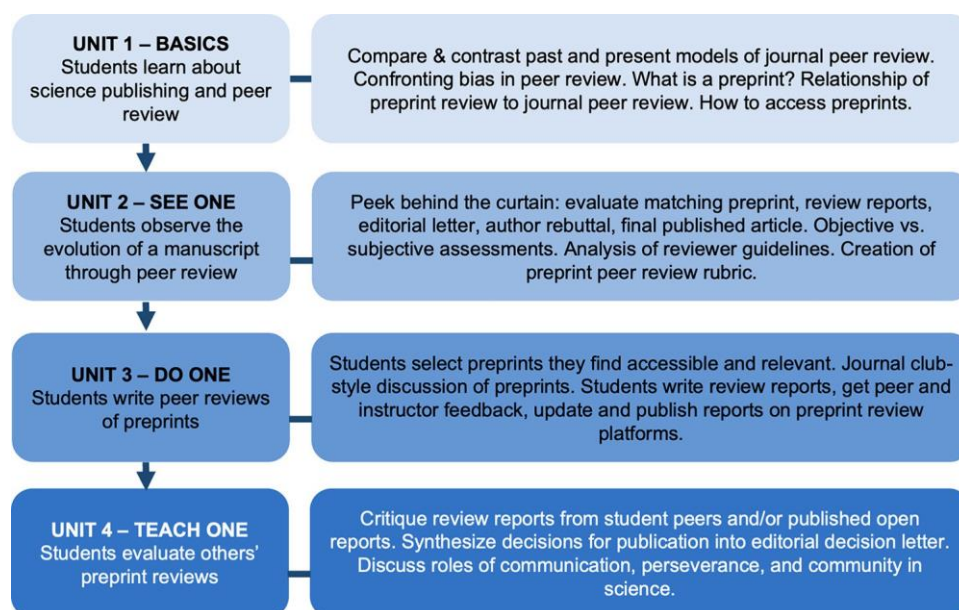 UNIT 1 – BASICS
Students learn about
science publishing and peer
review
Compare & contrast past and present models of journal peer review.
Confronting bias in peer review. What is a preprint? Relationship of
preprint review to journal peer review. How to access preprints.
UNIT 2 – SEE ONE
Students observe the
evolution of a manuscript
through peer review
Peek behind the curtain: evaluate matching preprint, review reports,
editorial letter, author rebuttal, final published article. Objective vs.
subjective assessments. Analysis of reviewer guidelines. Creation of
preprint peer review rubric.
UNIT 3 – DO ONE
Students write peer reviews
of preprints
Students select preprints they find accessible and relevant. Journal club-
style discussion of preprints. Students write review reports, get peer and
instructor feedback, update and publish reports on preprint review
platforms.
UNIT 4 – TEACH ONE
Students evaluate others’
preprint reviews
Critique review reports from student peers and/or published open
reports. Synthesize decisions for publication into editorial decision letter.
Discuss roles of communication, perseverance, and community in
science.